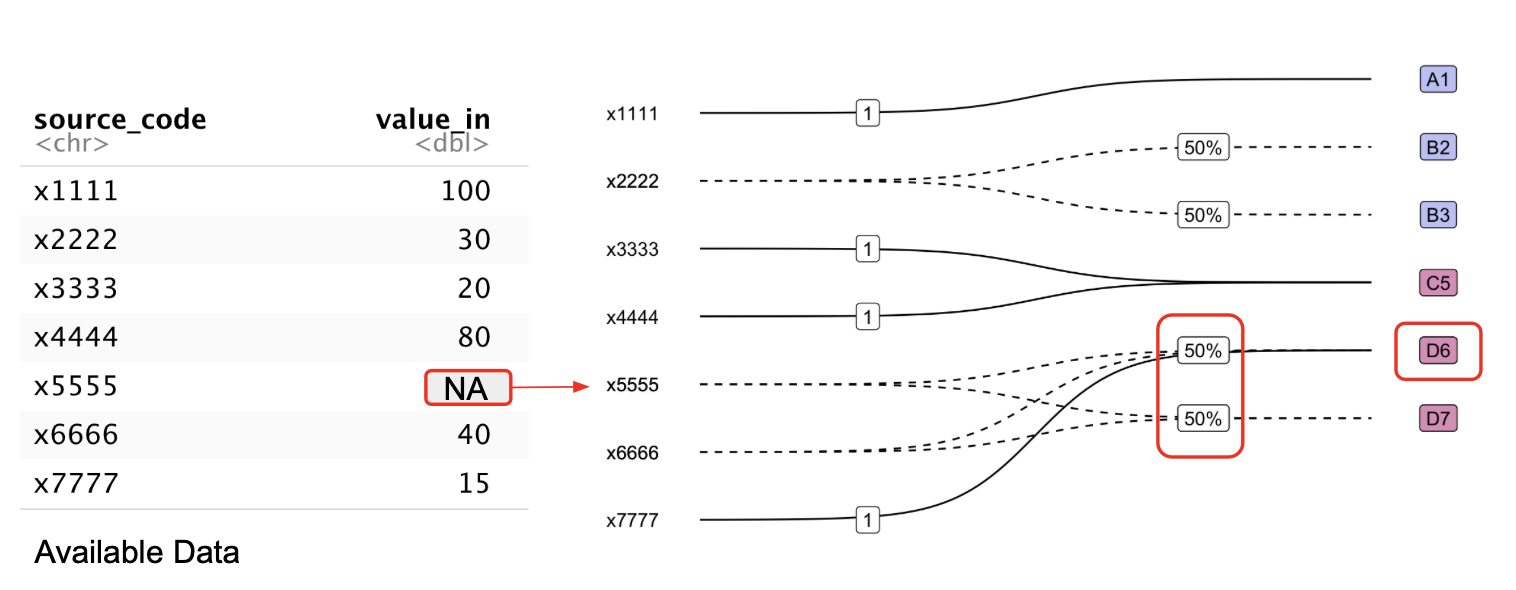 source_code value_in
<chr> <dbl>
x1111 100
x2222 30
x3333 20
x4444 80
x5555 NA
x6666 40
x7777 15
Available Data
x1111 1 A1
50% B2
x2222
50% B3
x3333 1
C5
x4444 1
50% D6
x5555
50% D7
x6666
x7777 1